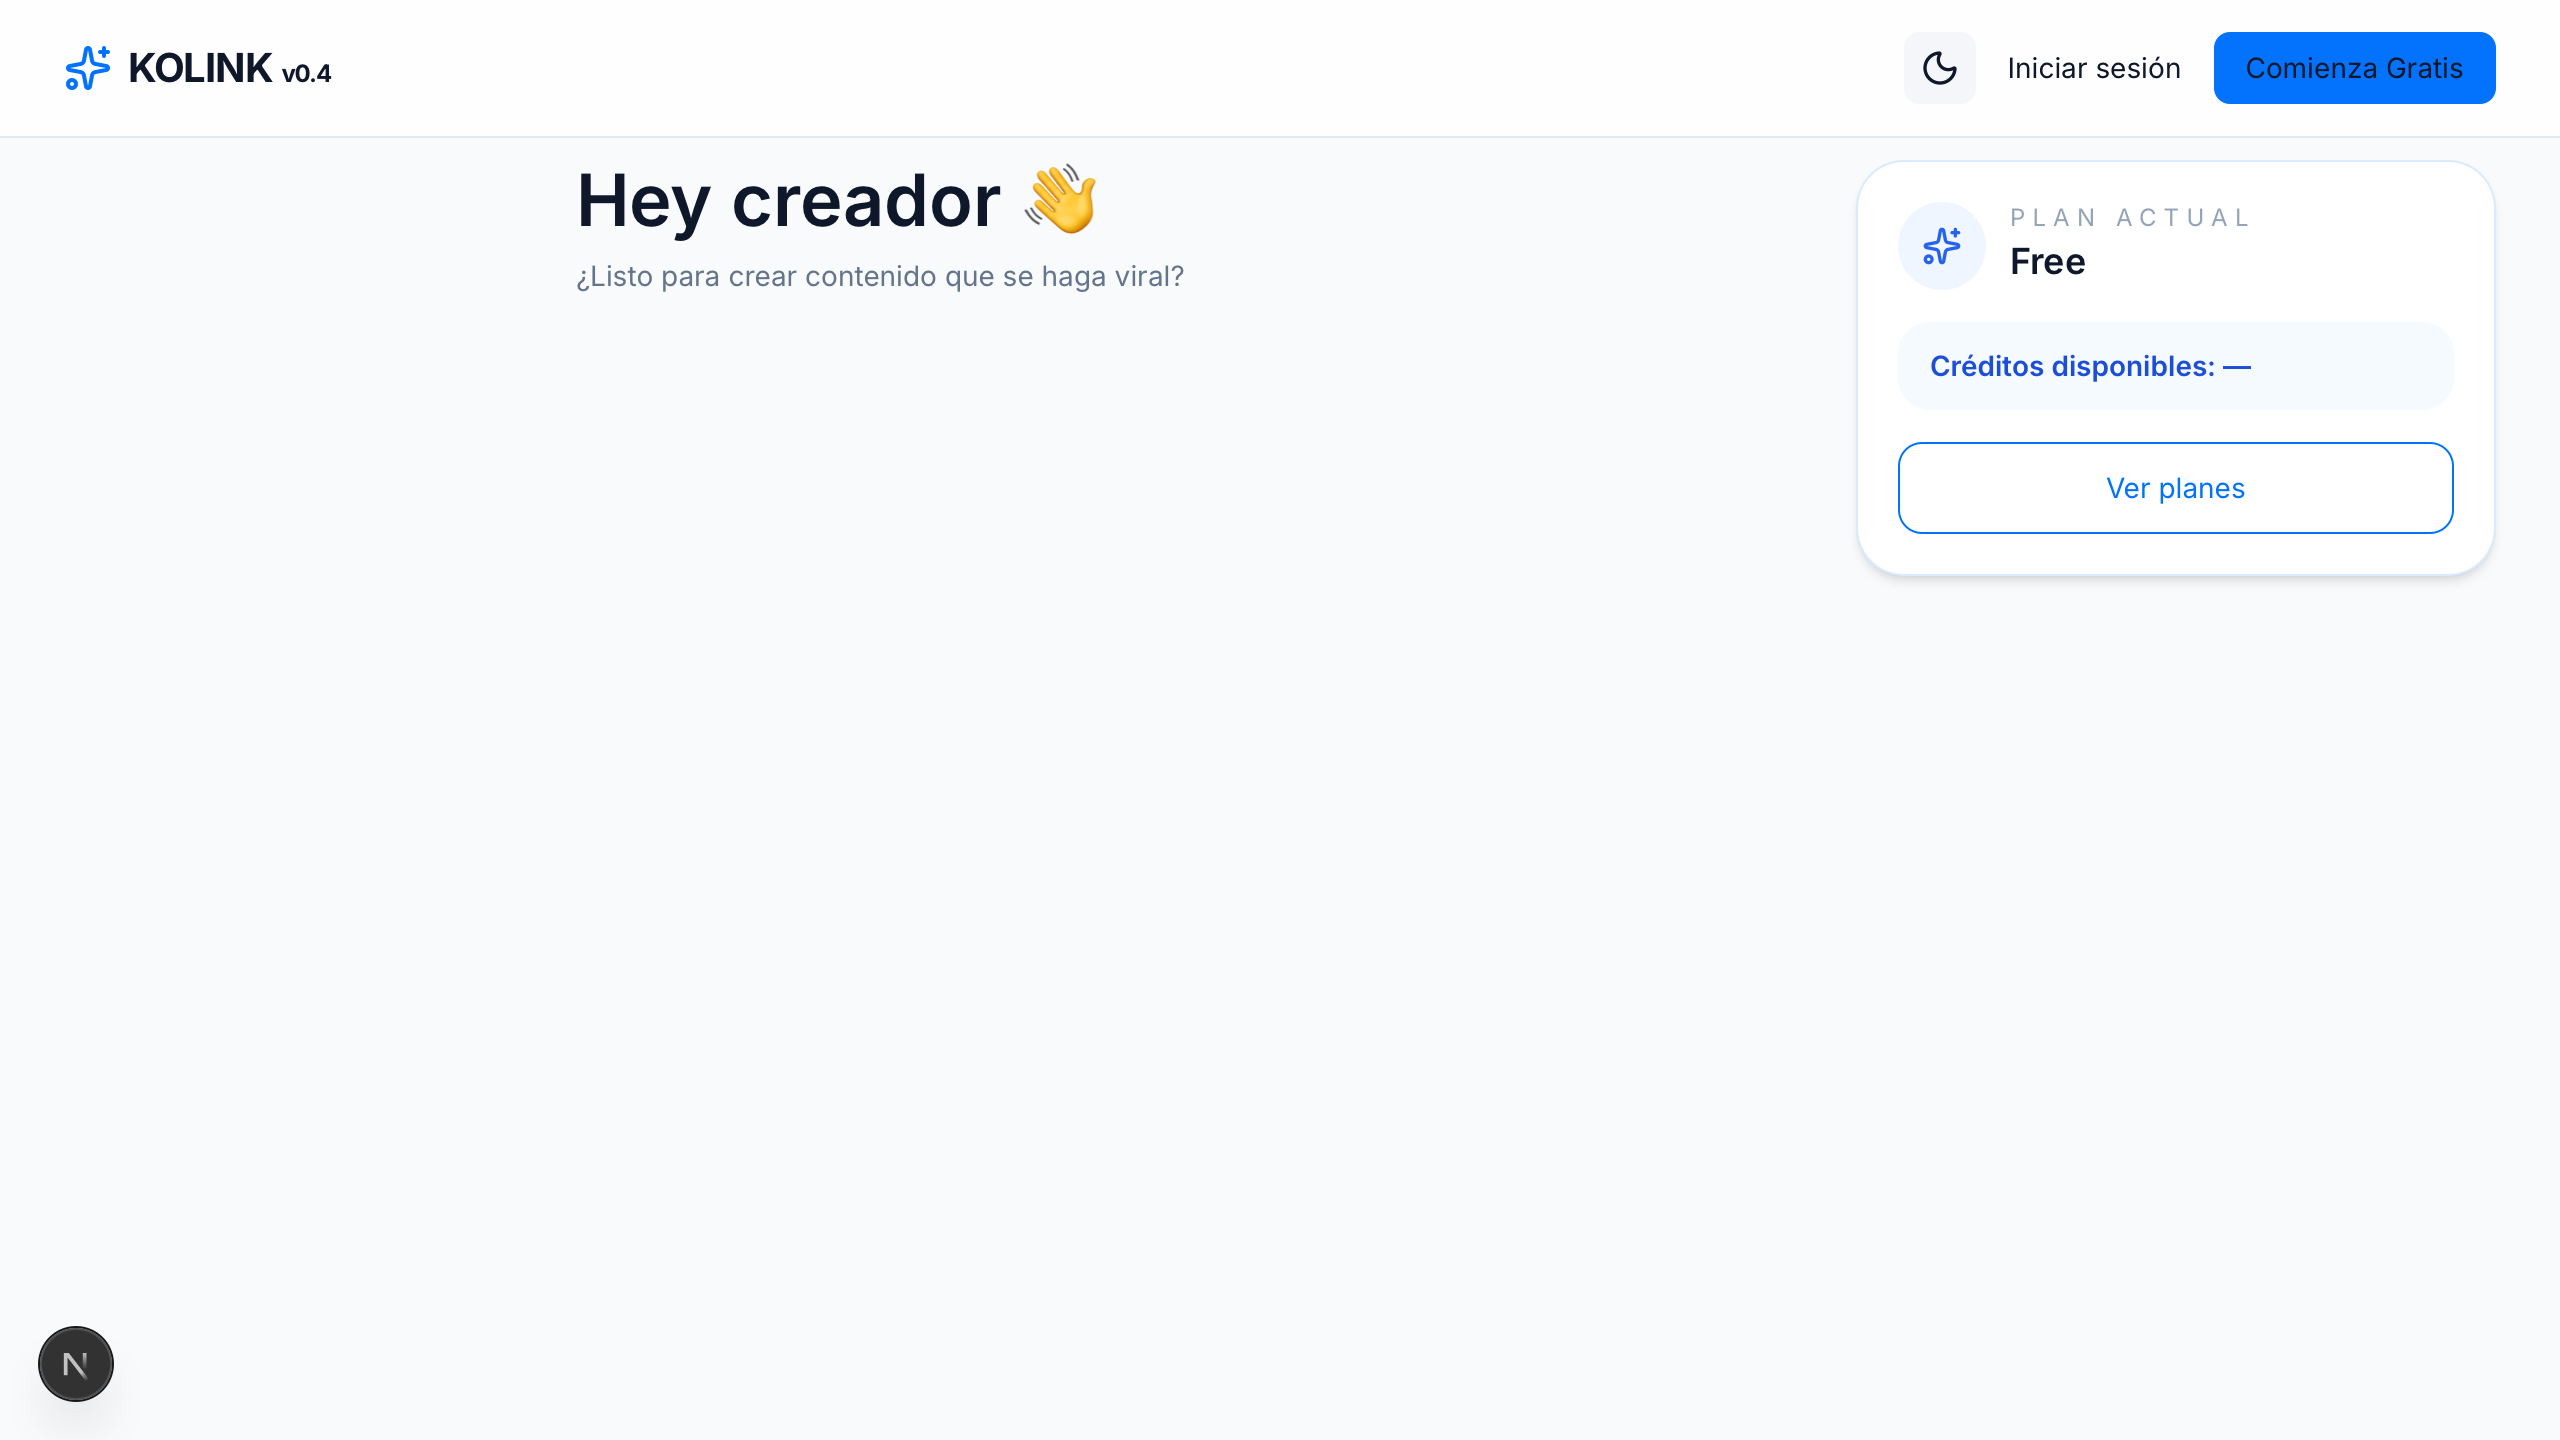 KOLINK v0.4
Iniciar sesión
Comienza Gratis
Hey creador 👋
¿Listo para crear contenido que se haga viral?
PLAN ACTUAL
Free
Créditos disponibles: —
Ver planes
N